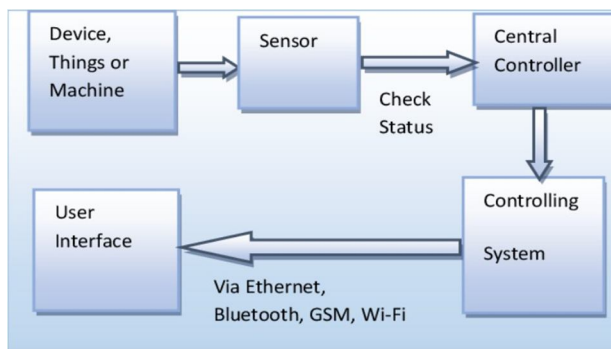 Device,
Things or
Machine
Sensor
Check
Status
Central
Controller
Controlling
System
User
Interface
Via Ethernet,
Bluetooth, GSM, Wi-Fi